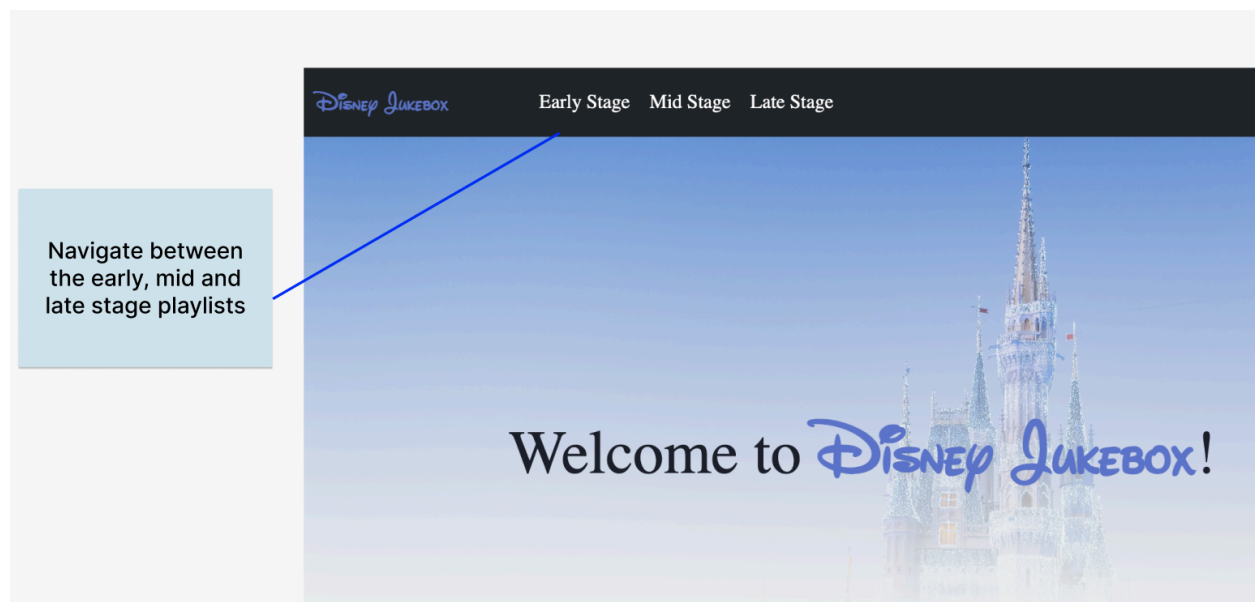 Disney Jukebox
Early Stage Mid Stage Late Stage
Navigate between
the early, mid and
late stage playlists
Welcome to Disney Jukebox!